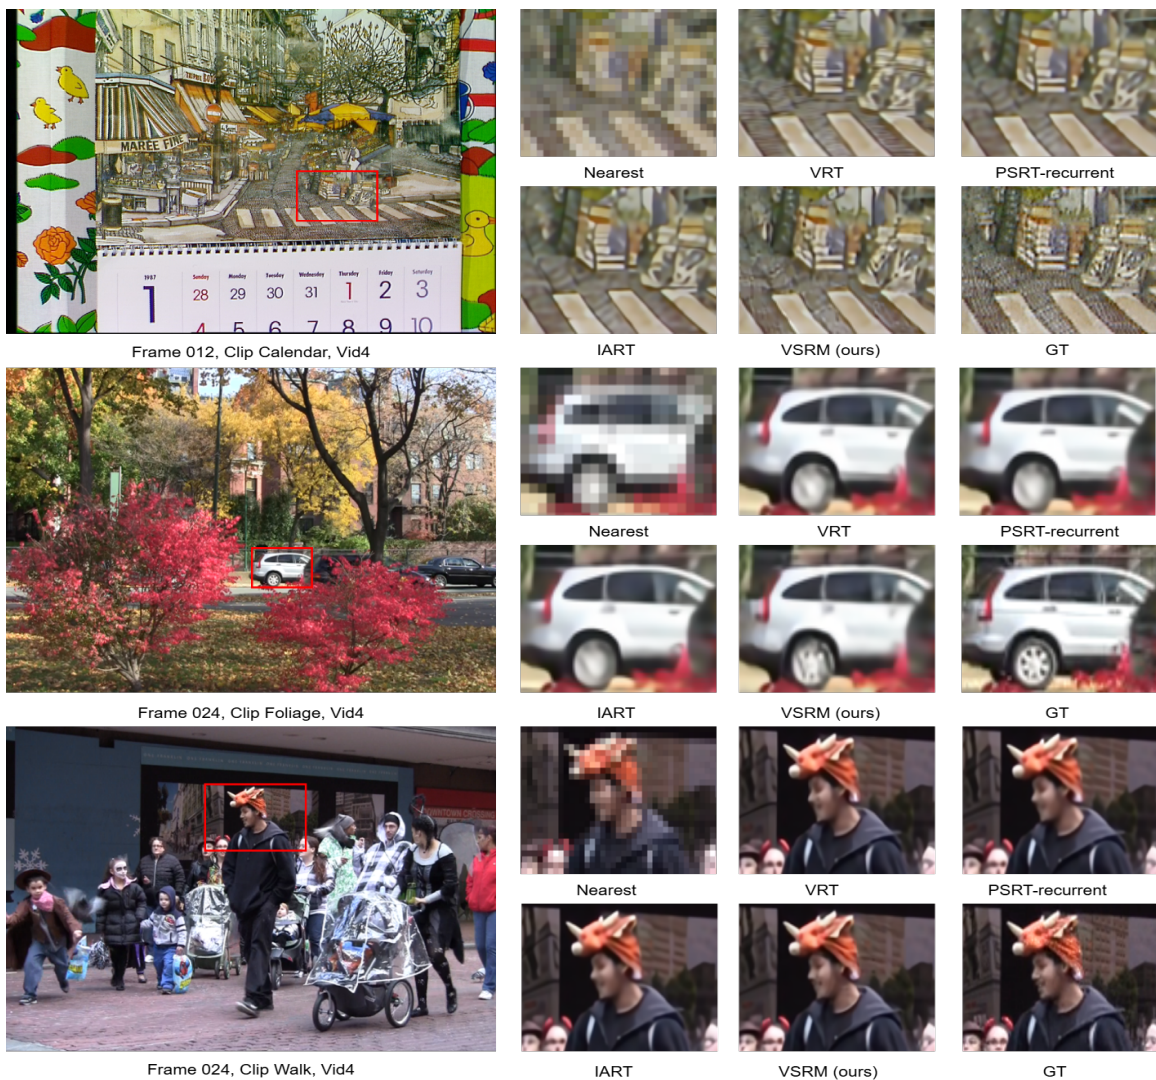 Nearest
VRT
PSRT-recurrent
MAREE FINE
1987
Sunday Monday Tuesday Wednesday Thursday Friday Saturday
1 28 29 30 31 1 2 3
4 5 6 7 8 9 10
IART
VSRM (ours)
GT
Frame 012, Clip Calendar, Vid4
Nearest
VRT
PSRT-recurrent
IART
VSRM (ours)
GT
Frame 024, Clip Foliage, Vid4
DOWNTOWN
Nearest
VRT
PSRT-recurrent
IART
VSRM (ours)
GT
Frame 024, Clip Walk, Vid4